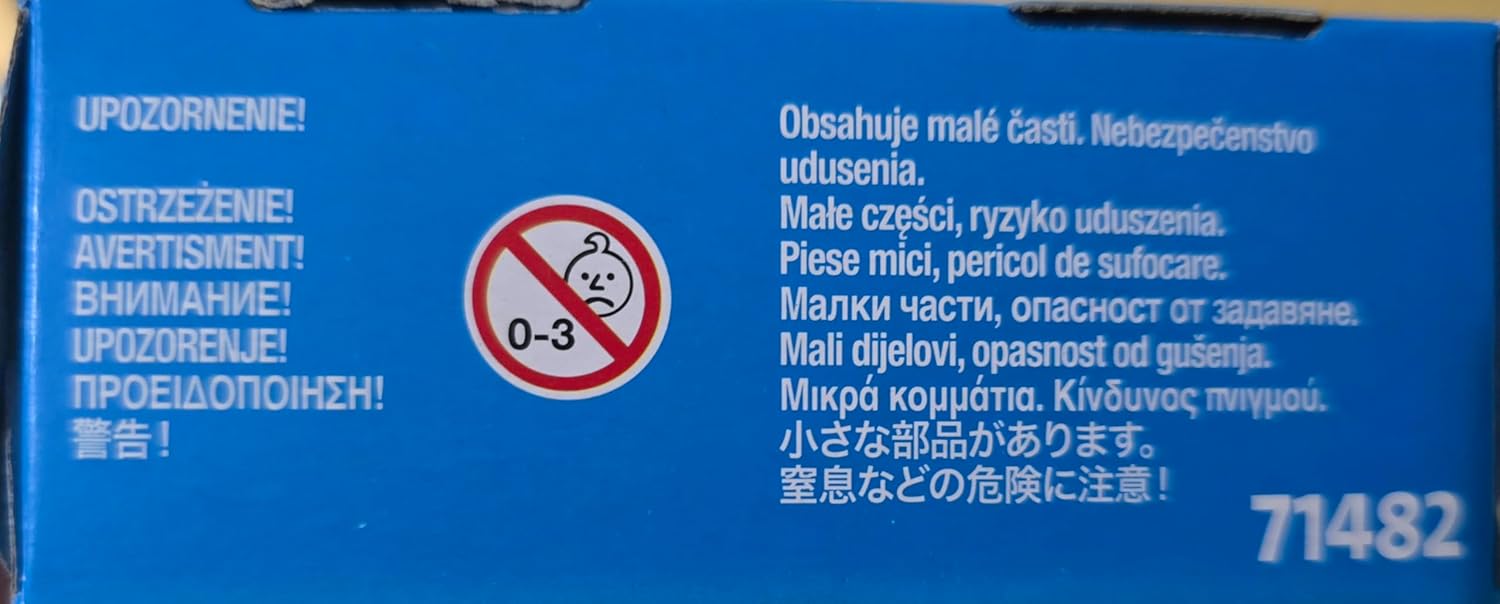 UPOZORNENIE!
OSTRZEŻENIE!
AVERTISMENT!
ВНИМАНИЕ!
UPOZORENJE!
ΠΡΟΕΙΔΟΠΟΙΗΣΗ!
警告!
0-3
Obsahuje malé časti. Nebezpečenstvo
udusenia.
Małe części, ryzyko uduszenia.
Piese mici, pericol de sufocare.
Малки части, опасност от задавяне.
Mali dijelovi, opasnost od gušenja.
Μικρά κομμάτια. Κίνδυνος πνιγμού.
小さな部品があります。
窒息などの危険に注意!
71482